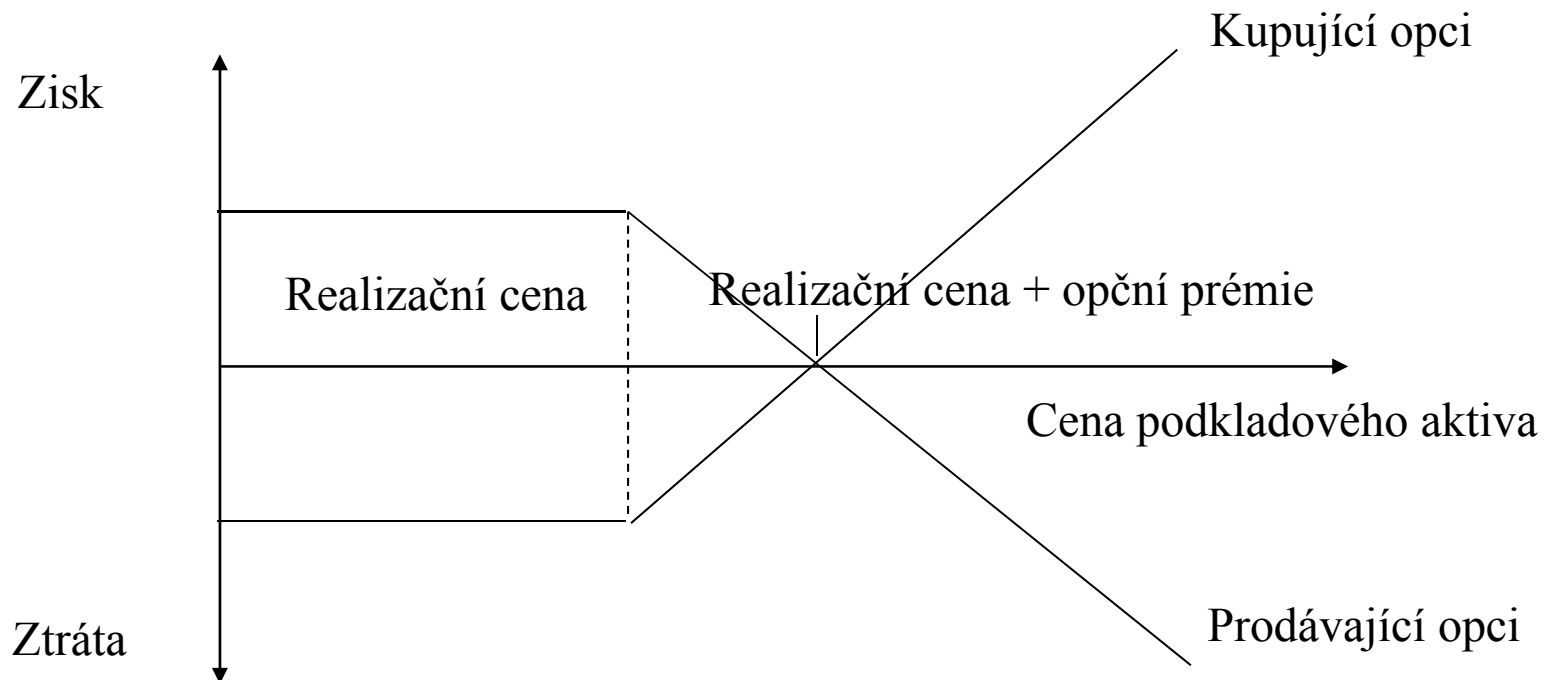 Kupující opci
Zisk
Realizační cena
Realizační cena + opční prémie
Cena podkladového aktiva
Prodávající opci
Ztráta